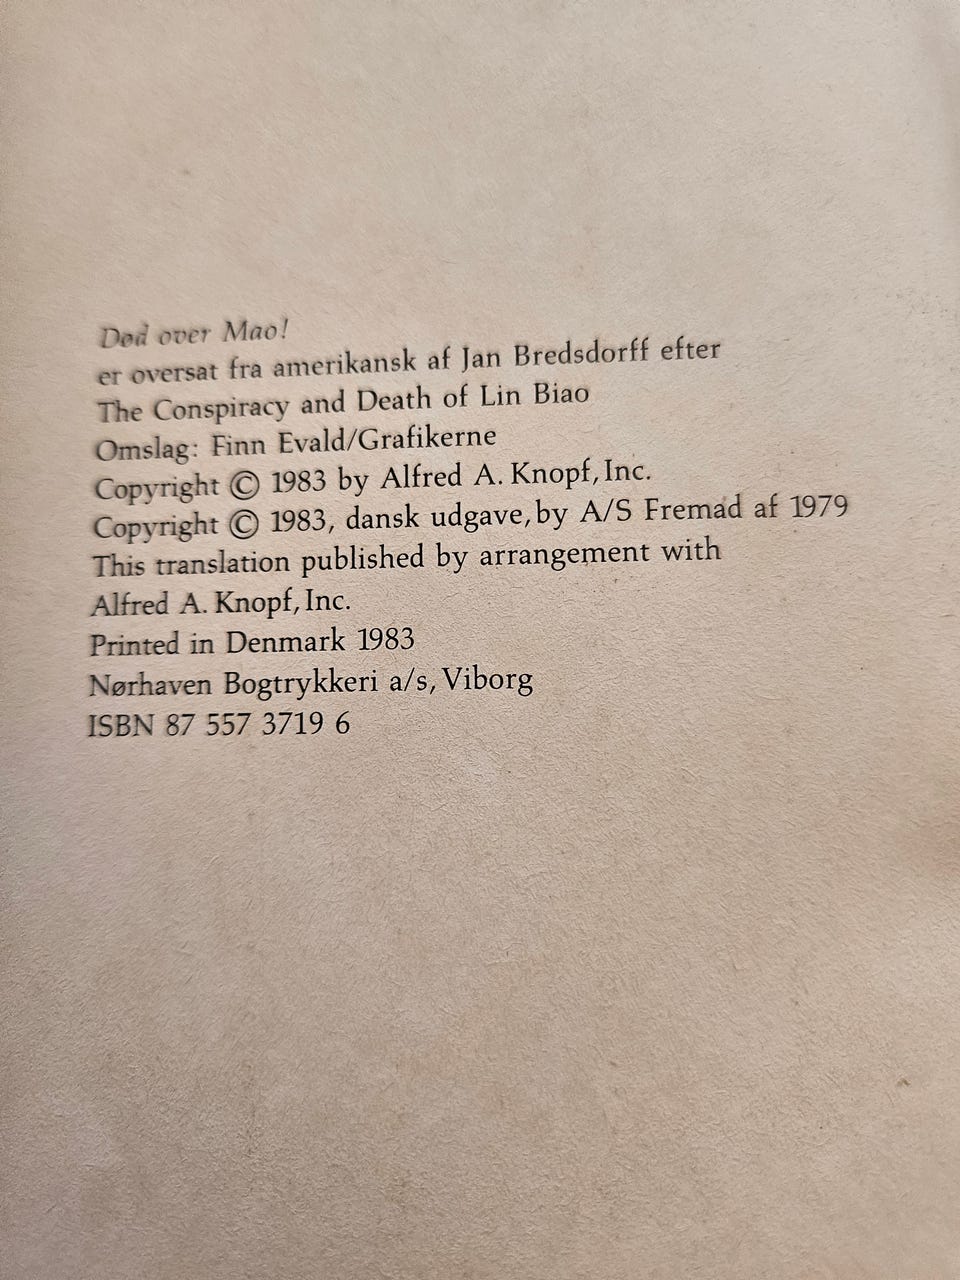 Død over Mao!
er oversat fra amerikansk af Jan Bredsdorff efter
The Conspiracy and Death of Lin Biao
Omslag: Finn Evald/Grafikerne
Copyright © 1983 by Alfred A. Knopf, Inc.
Copyright © 1983, dansk udgave, by A/S Fremad af 1979
This translation published by arrangement with
Alfred A. Knopf, Inc.
Printed in Denmark 1983
Nørhaven Bogtrykkeri a/s, Viborg
ISBN 87 557 3719 6